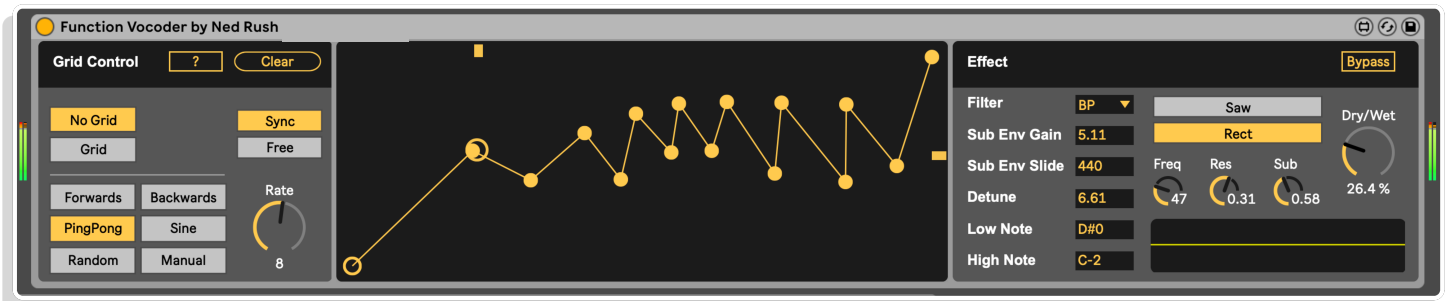 Function Vocoder by Ned Rush
Grid Control
?
Clear
No Grid
Grid
Sync
Free
Forwards
Backwards
PingPong
Sine
Random
Manual
Rate
8
Effect
Bypass
Filter
BP
Sub Env Gain
5.11
Sub Env Slide
440
Detune
6.61
Low Note
D#0
High Note
C-2
Saw
Rect
Freq
Res
Sub
47
0.31
0.58
Dry/Wet
26.4 %